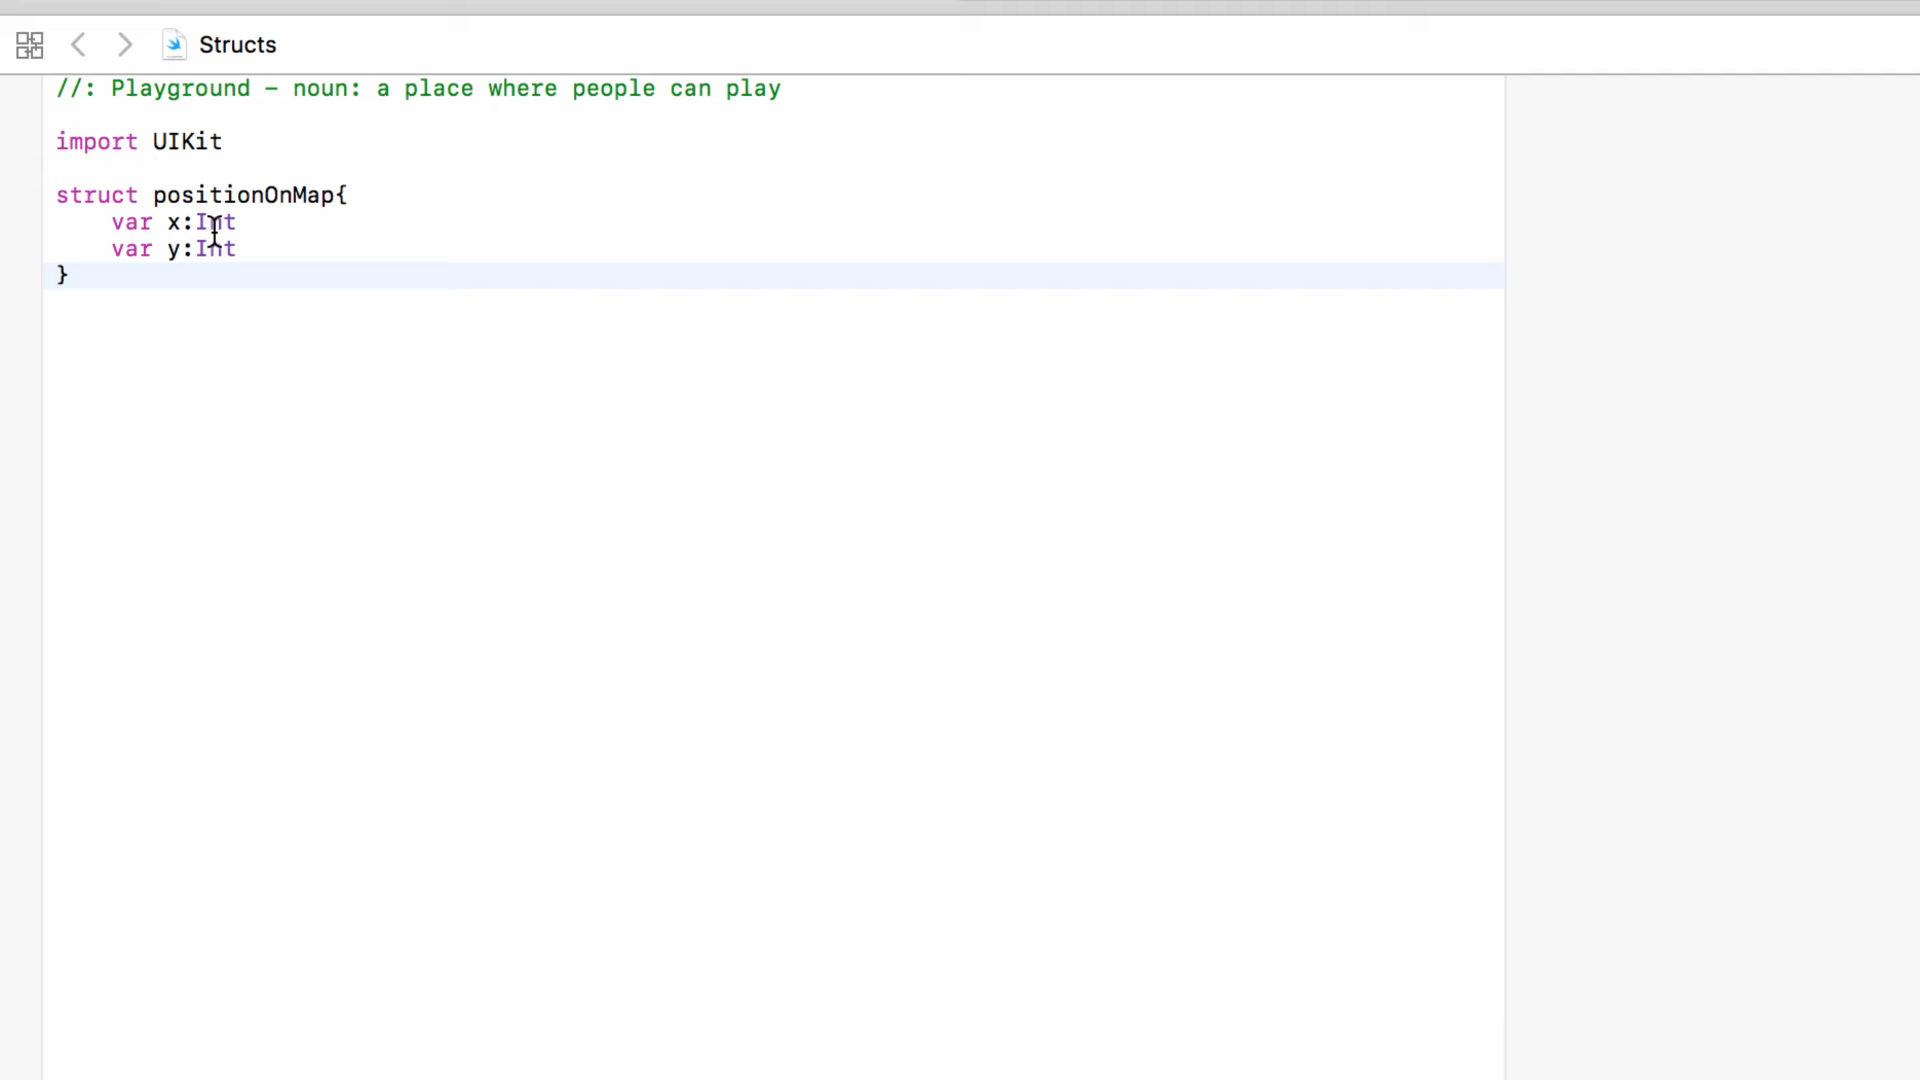 Structs
//: Playground – noun: a place where people can play
import UIKit
struct positionOnMap{
    var x:Int
    var y:Int
}